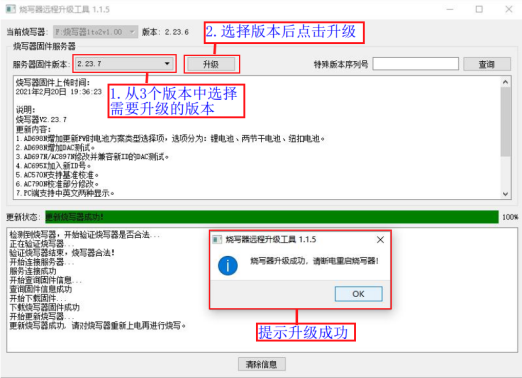 烧写器远程升级工具 1.1.5
当前烧写器: F:烧写器1to2v1.00 版本: 2.23.6
2.选择版本后点击升级
烧写器固件服务器
服务器固件版本: 2.23.7 升级 特殊版本序列号 查询
烧写器固件上传时间:
2021年2月20日 19:36:23
1.从3个版本中选择
需要升级的版本
说明:
烧写器V2.23.7
更新内容:
1.AD698N增加更新FW时电池方案类型选择项，选项分为：锂电池、两节干电池、纽扣电池。
2.AD698N增加DAC测试。
3.AD697N/AC897N修改并兼容新ID的DAC测试。
4.AC695X加入新ID号。
5.AC570N支持基准校准。
6.AC790N校准部分修改。
7.PC端支持中英文两种显示。
更新状态: 更新烧写器成功! 100%
检测到烧写器，开始验证烧写器是否合法...
正在验证烧写器...
验证烧写器结束，烧写器合法!
开始连接服务器...
服务连接成功
开始查询固件信息...
查询固件信息成功
开始下载固件...
下载烧写器固件成功
开始更新烧写器...
更新烧写器成功，请对烧写器重新上电再进行烧写。
烧写器远程升级工具 1.1.5
烧写器升级成功，请断电重启烧写器!
OK
提示升级成功
清除信息